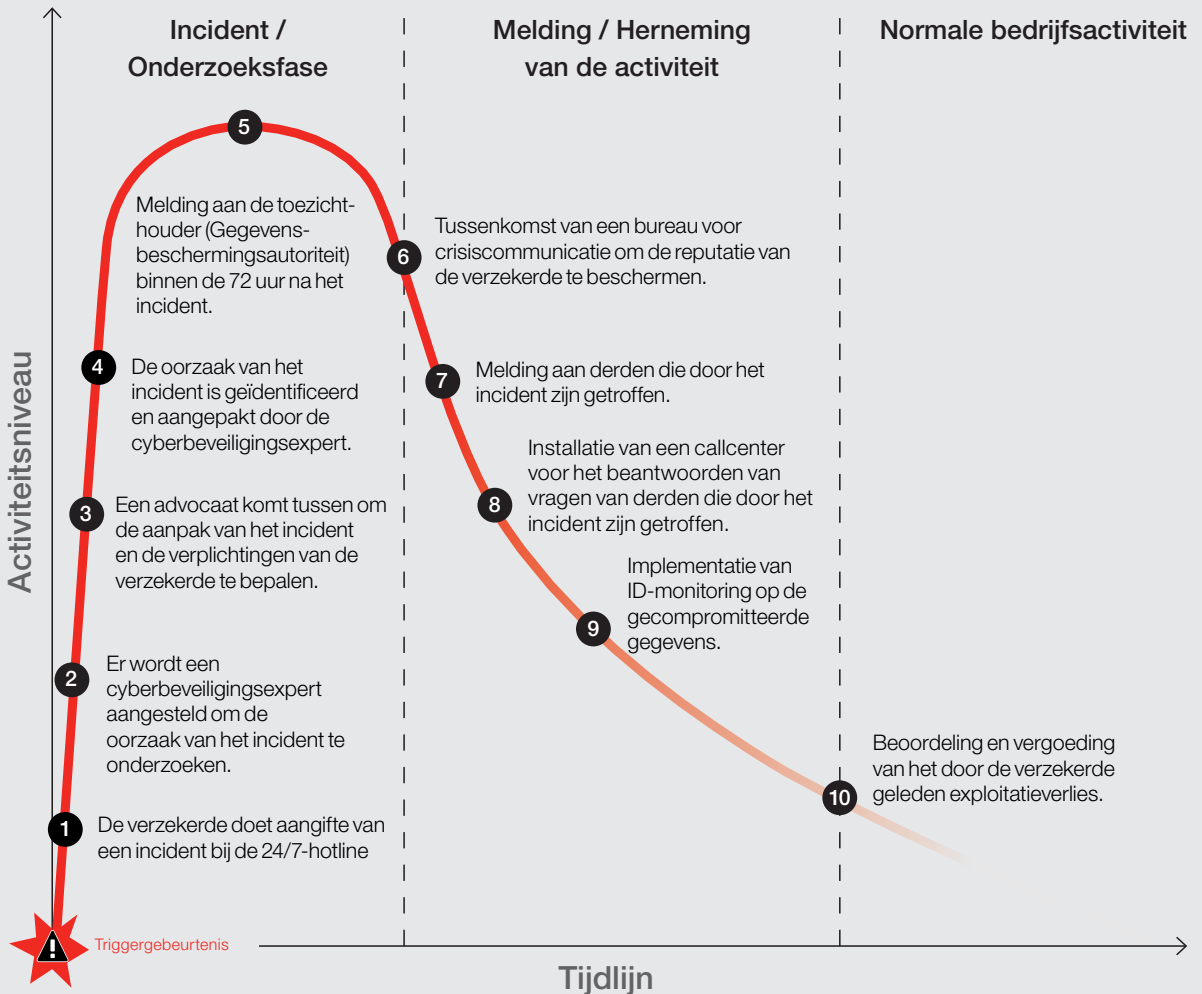 Incident /
Onderzoeksfase
Melding / Herneming
van de activiteit
Normale bedrijfsactiviteit
Activiteitsniveau
5
Melding aan de toezicht-
houder (Gegevens-
beschermingsautoriteit)
binnen de 72 uur na het
incident.
4
De oorzaak van het
incident is geïdentificeerd
en aangepakt door de
cyberbeveiligingsexpert.
3
Een advocaat komt tussen om
de aanpak van het incident
en de verplichtingen van de
verzekerde te bepalen.
2
Er wordt een
cyberbeveiligingsexpert
aangesteld om de
oorzaak van het incident te
onderzoeken.
1
De verzekerde doet aangifte van
een incident bij de 24/7-hotline
Triggergebeurtenis
6
Tussenkomst van een bureau voor
crisiscommunicatie om de reputatie van
de verzekerde te beschermen.
7
Melding aan derden die door het
incident zijn getroffen.
8
Installatie van een callcenter
voor het beantwoorden van
vragen van derden die door het
incident zijn getroffen.
9
Implementatie van
ID-monitoring op de
gecompromitteerde
gegevens.
10
Beoordeling en vergoeding
van het door de verzekerde
geleden exploitatieverlies.
Tijdlijn